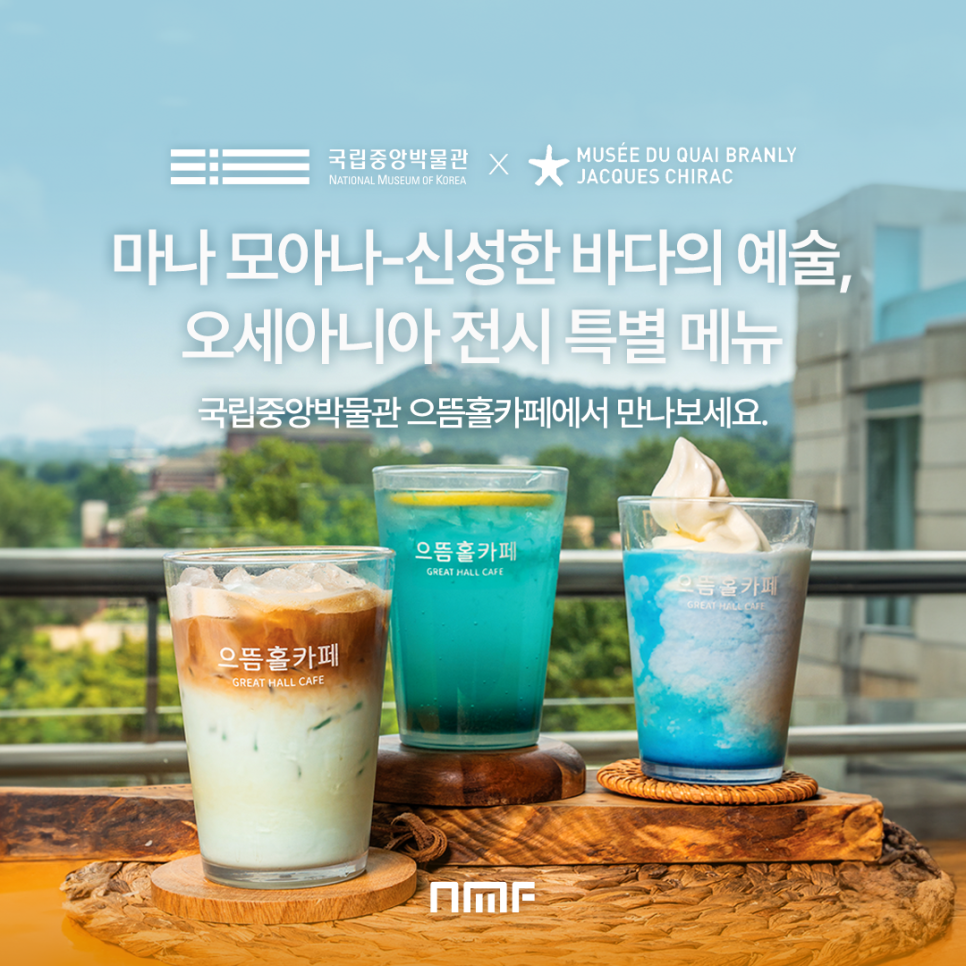 국립중앙박물관
NATIONAL MUSEUM OF KOREA
X
MUSÉE DU QUAI BRANLY
JACQUES CHIRAC
마나 모아나-신성한 바다의 예술,
오세아니아 전시 특별 메뉴
국립중앙박물관 으뜸홀카페에서 만나보세요.
으뜸홀카페
GREAT HALL CAFE
으뜸홀카페
GREAT HALL CAFE
으뜸홀카페
GREAT HALL CAFE
nmf